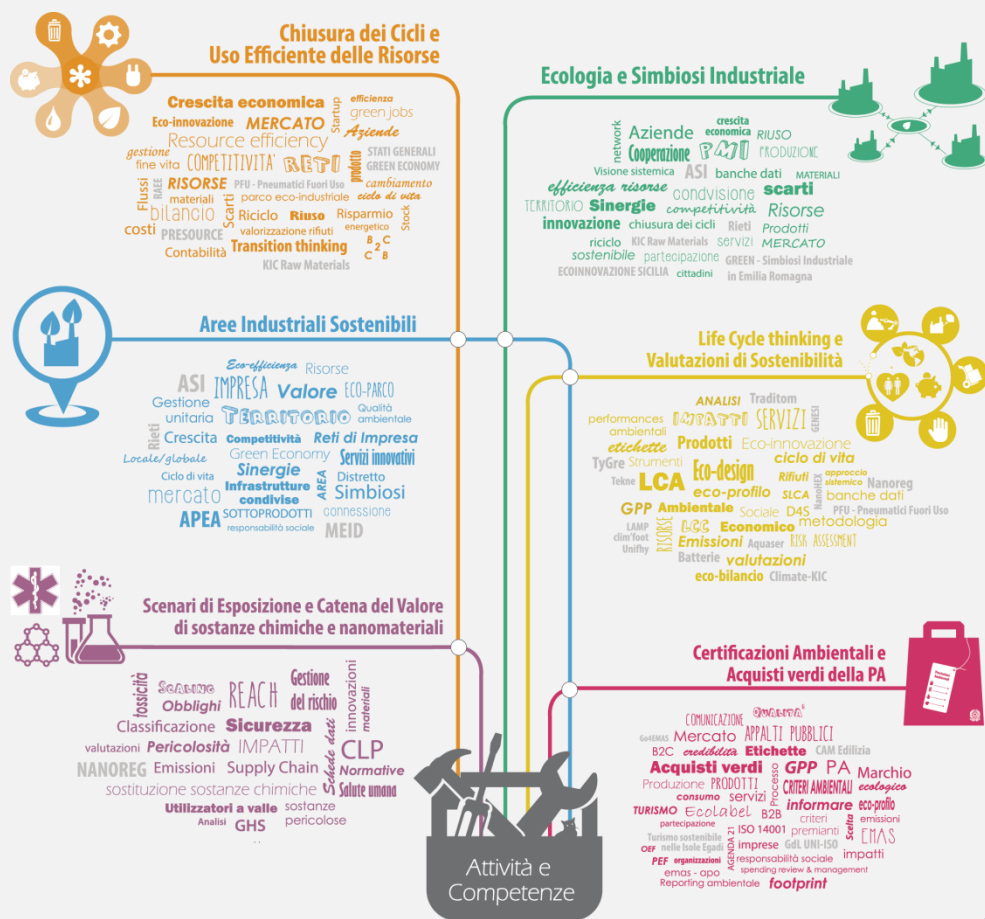 Chiusura dei Cicli e
Uso Efficiente delle Risorse
Crescita economica
Startup
efficienza
green jobs
Eco-innovazione
MERCATO
Aziende
Resource efficiency
gestione
fine vita
COMPETITIVITA'
RETI
prodotto
STATI GENERALI
GREEN ECONOMY
Flussi
RAEE
RISORSE
PFU - Pneumatici Fuori Uso
cambiamento
materiali
parco eco-industriale
ciclo di vita
bilancio
Scarti
Riciclo
Riuso
Risparmio
energetico
Stock
costi
PRESOURCE
valorizzazione rifiuti
Contabilità
Transition thinking
B 2 C
C B
KIC Raw Materials
Ecologia e Simbiosi Industriale
network
Aziende
crescita
economica
RIUSO
Cooperazione
PMI
PRODUZIONE
Visione sistemica
ASI
banche dati
MATERIALI
efficienza risorse
condvisione
scarti
TERRITORIO
Sinergie
competitività
Risorse
innovazione
chiusura dei cicli
Rieti
Prodotti
riciclo
KIC Raw Materials
servizi
MERCATO
sostenibile
partecipazione
GREEN - Simbiosi Industriale
in Emilia Romagna
ECOINNOVAZIONE SICILIA
cittadini
Aree Industriali Sostenibili
Eco-efficienza
Risorse
ASI
IMPRESA
Valore
ECO-PARCO
Gestione
unitaria
TERRITORIO
Qualità
ambientale
Rieti
Crescita
Competitività
Reti di Impresa
Locale/globale
Green Economy
Servizi innovativi
Sinergie
Ciclo di vita
Infrastrutture
condivise
AREA
Distretto
mercato
Simbiosi
APEA
SOTTOPRODOTTI
connessione
responsabilità sociale
MEID
Life Cycle thinking e
Valutazioni di Sostenibilità
ANALISI
Traditom
performances
ambientali
IMPATTI
SERVIZI
GENESI
etichette
Prodotti
Eco-innovazione
ciclo di vita
TyGre
Strumenti
Tekne
LCA
Eco-design
eco-profilo
Rifiuti
SLCA
NanoHEX
approccio
sistemico
Nanoreg
banche dati
GPP
Ambientale
Sociale
D4S
PFU - Pneumatici Fuori Uso
LAMP
clim'foot
Unifhy
RISORSE
LCC
Economico
metodologia
Emissioni
Aquaser
RISK ASSESSMENT
Batterie
valutazioni
eco-bilancio
Climate-KIC
Scenari di Esposizione e Catena del Valore
di sostanze chimiche e nanomateriali
tossicità
SCALING
Obblighi
REACH
Gestione
del rischio
innovazioni
materiali
Classificazione
Sicurezza
Schede dati
valutazioni
Pericolosità
IMPATTI
CLP
NANOREG
Emissioni
Supply Chain
Normative
sostituzione sostanze chimiche
Salute umana
Utilizzatori a valle
sostanze
pericolose
Analisi
GHS
Certificazioni Ambientali e
Acquisti verdi della PA
COMUNICAZIONE
QUALITA'
Go4EMAS
Mercato
APPALTI PUBBLICI
B2C
credibilità
Etichette
CAM Edilizia
Acquisti verdi
Processo
GPP
PA
Marchio
ecologico
Produzione
PRODOTTI
CRITERI AMBIENTALI
consumo
servizi
informare
eco-profilo
TURISMO
Ecolabel
B2B
criteri
premianti
Scelta
emissioni
partecipazione
AGENDA 21
ISO 14001
EMAS
Turismo sostenibile
nelle Isole Egadi
imprese
GdL UNI-ISO
OEF
PEF
organizzazioni
responsabilità sociale
impatti
emas - apo
spending review & management
Reporting ambientale
footprint
Attività e
Competenze